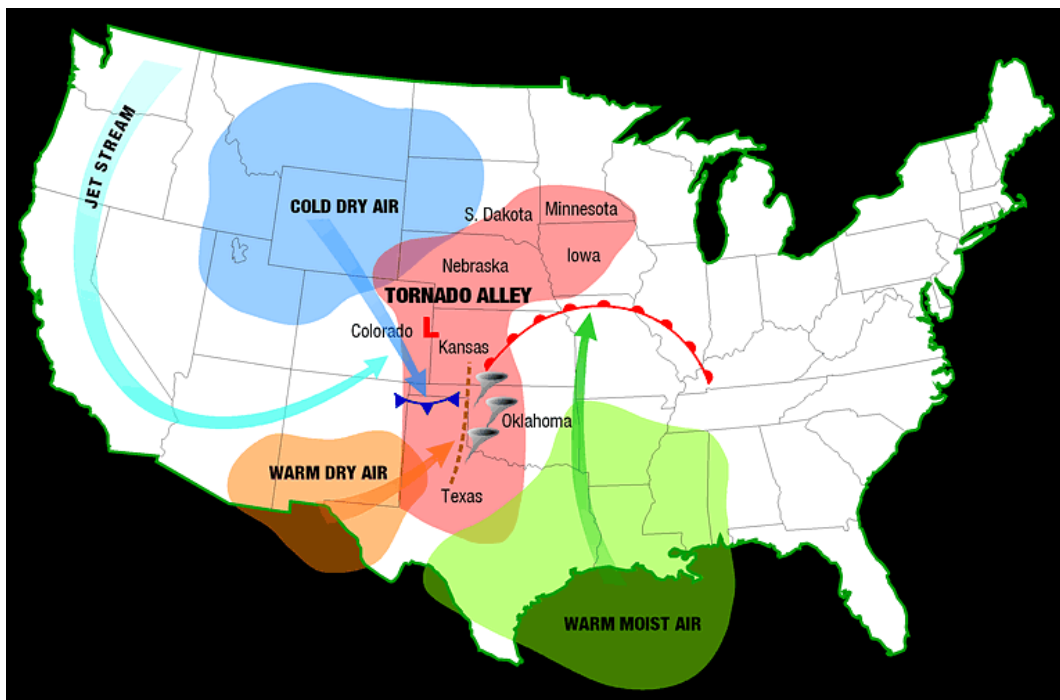 JET STREAM
COLD DRY AIR
S. Dakota
Minnesota
Iowa
Nebraska
TORNADO ALLEY
Colorado
L
Kansas
Oklahoma
WARM DRY AIR
Texas
WARM MOIST AIR